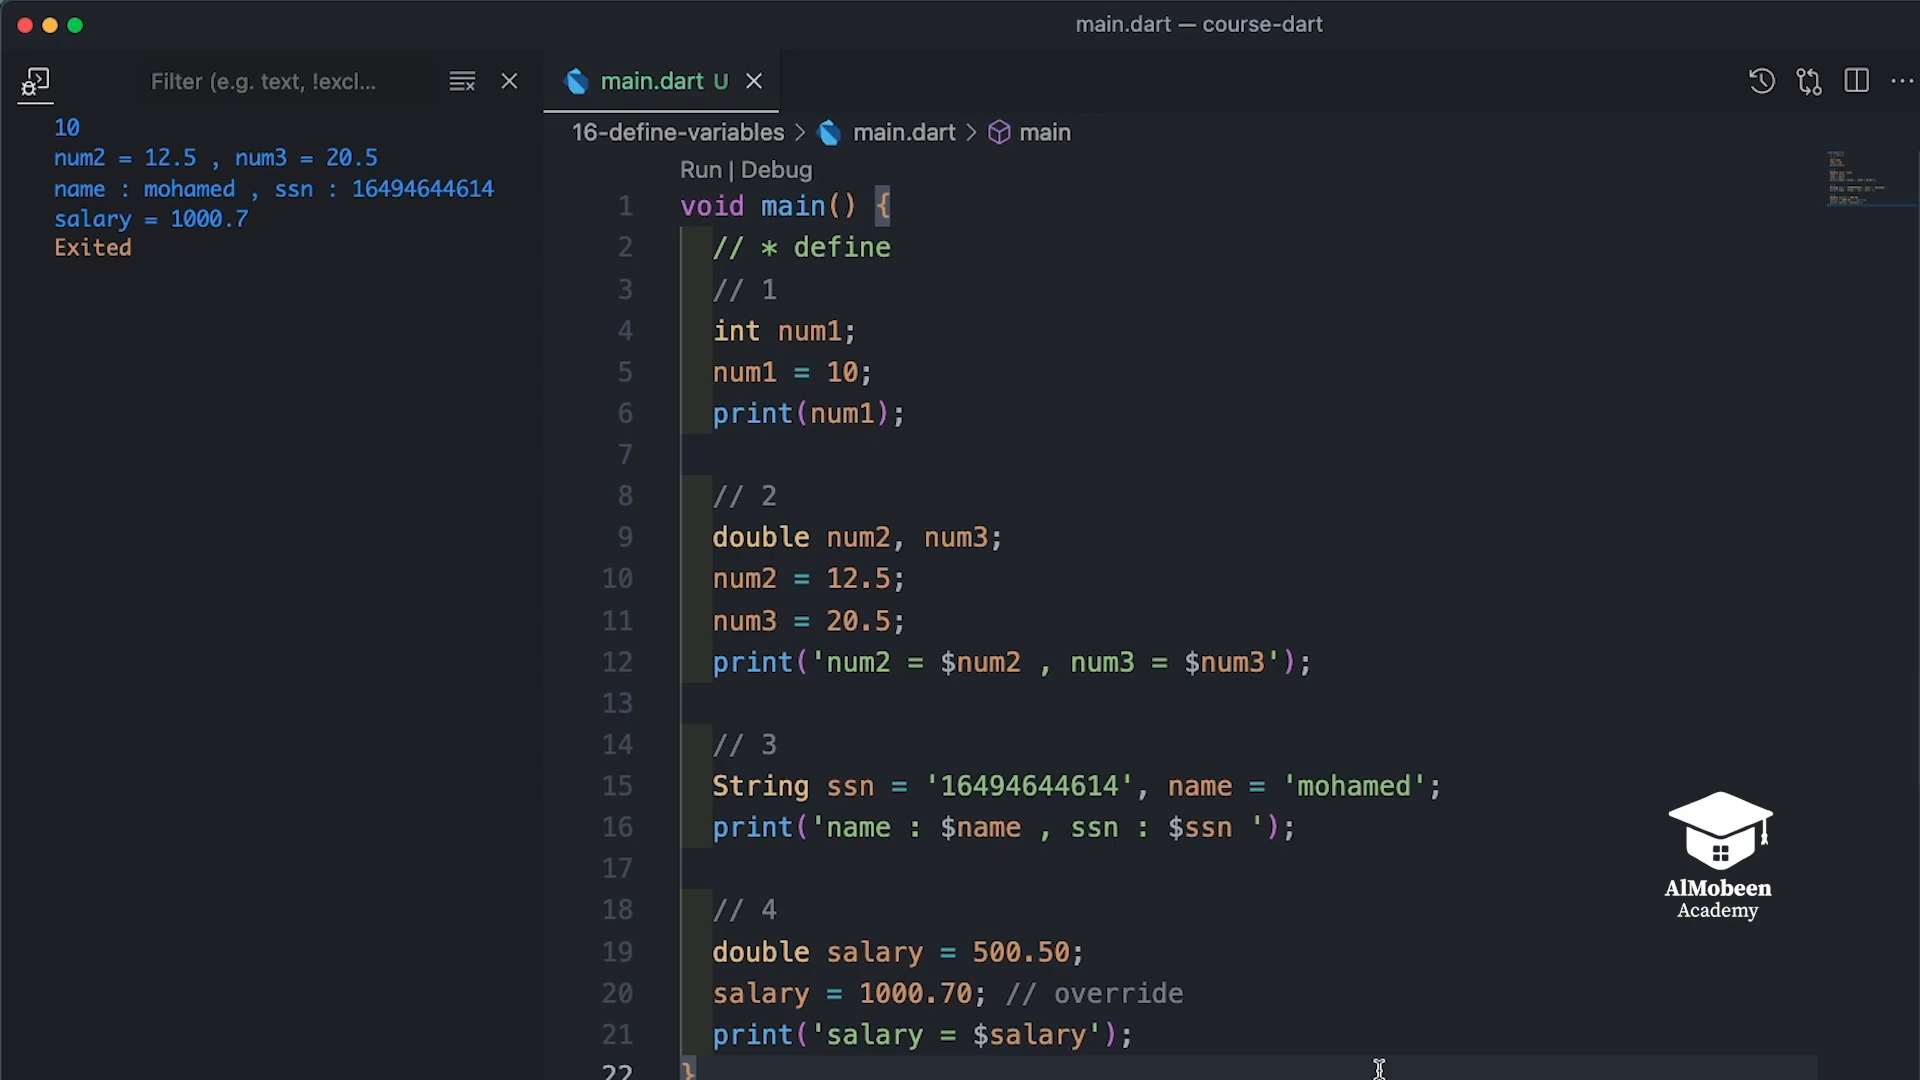 main.dart — course-dart
Filter (e.g. text, !excl...
10
num2 = 12.5 , num3 = 20.5
name : mohamed , ssn : 16494644614
salary = 1000.7
Exited
main.dart U
16-define-variables > main.dart > main
Run | Debug
1 void main() {
2 // * define
3 // 1
4 int num1;
5 num1 = 10;
6 print(num1);
7
8 // 2
9 double num2, num3;
10 num2 = 12.5;
11 num3 = 20.5;
12 print('num2 = $num2 , num3 = $num3');
13
14 // 3
15 String ssn = '16494644614', name = 'mohamed';
16 print('name : $name , ssn : $ssn ');
17
18 // 4
19 double salary = 500.50;
20 salary = 1000.70; // override
21 print('salary = $salary');
22 }
AlMobeen
Academy